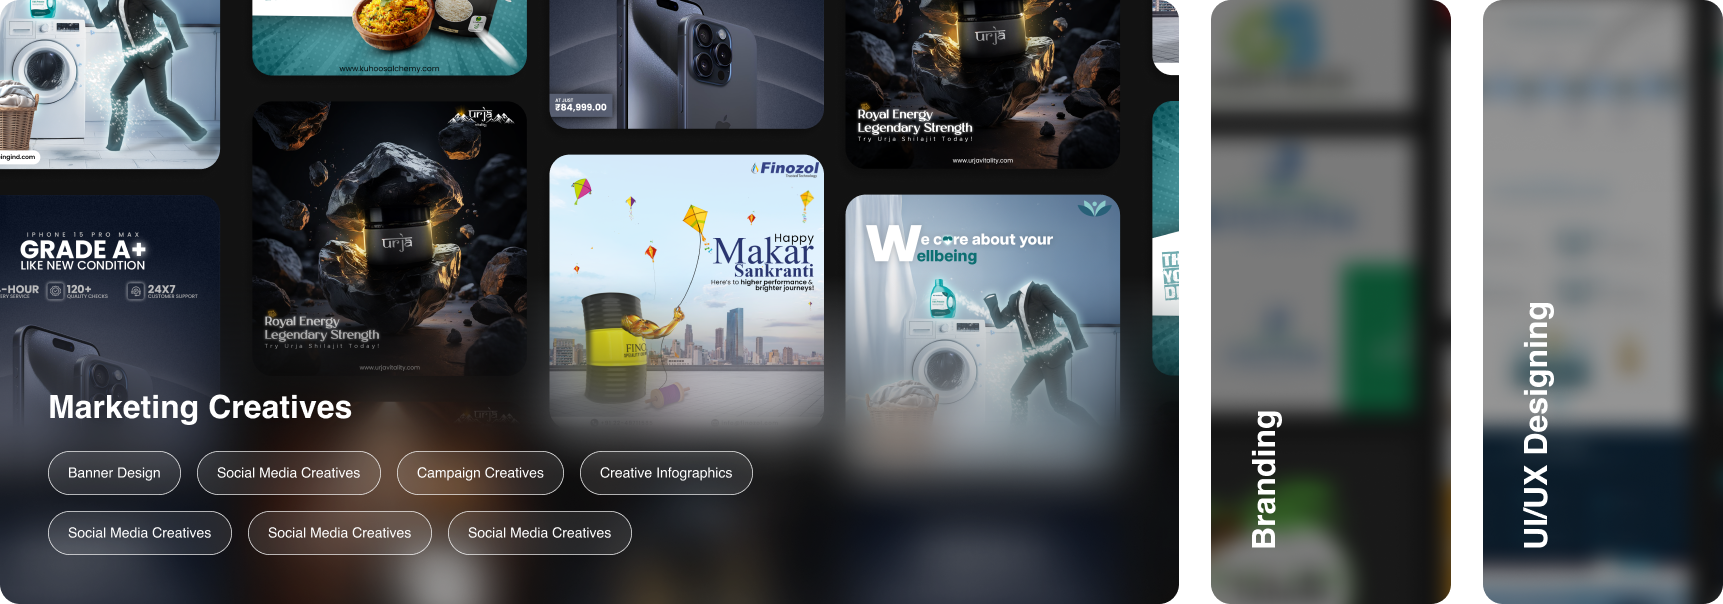 www.kuhoosalchemy.com
AT JUST
₹84,999.00
urja
Royal Energy
Legendary Strength
Try Urja Shilajit Today!
www.urjavitality.com
ingind.com
IPHONE 15 PRO MAX
GRADE A+
LIKE NEW CONDITION
-HOUR
120+
QUALITY CHECKS
24X7
CUSTOMER SUPPORT
urja
urja
Royal Energy
Legendary Strength
Try Urja Shilajit Today!
www.urjavitality.com
Finozol
Happy
Makar
Sankranti
Here's to higher performance &
brighter journeys!
FINO
We care about your
Wellbeing
TH
YO
D
Marketing Creatives
Banner Design
Social Media Creatives
Campaign Creatives
Creative Infographics
Social Media Creatives
Social Media Creatives
Social Media Creatives
Branding
UI/UX Designing